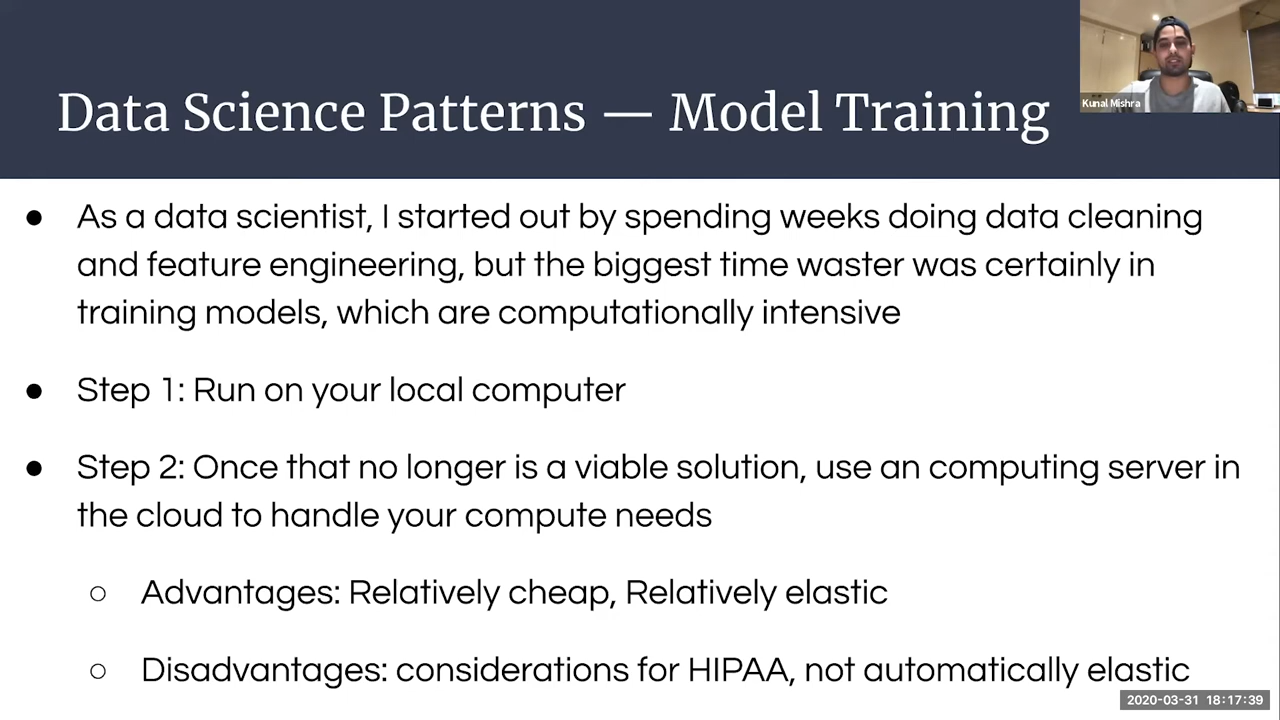 Data Science Patterns — Model Training
Kunal Mishra
● As a data scientist, I started out by spending weeks doing data cleaning
and feature engineering, but the biggest time waster was certainly in
training models, which are computationally intensive
● Step 1: Run on your local computer
● Step 2: Once that no longer is a viable solution, use an computing server in
the cloud to handle your compute needs
○ Advantages: Relatively cheap, Relatively elastic
○ Disadvantages: considerations for HIPAA, not automatically elastic
2020-03-31 18:17:39